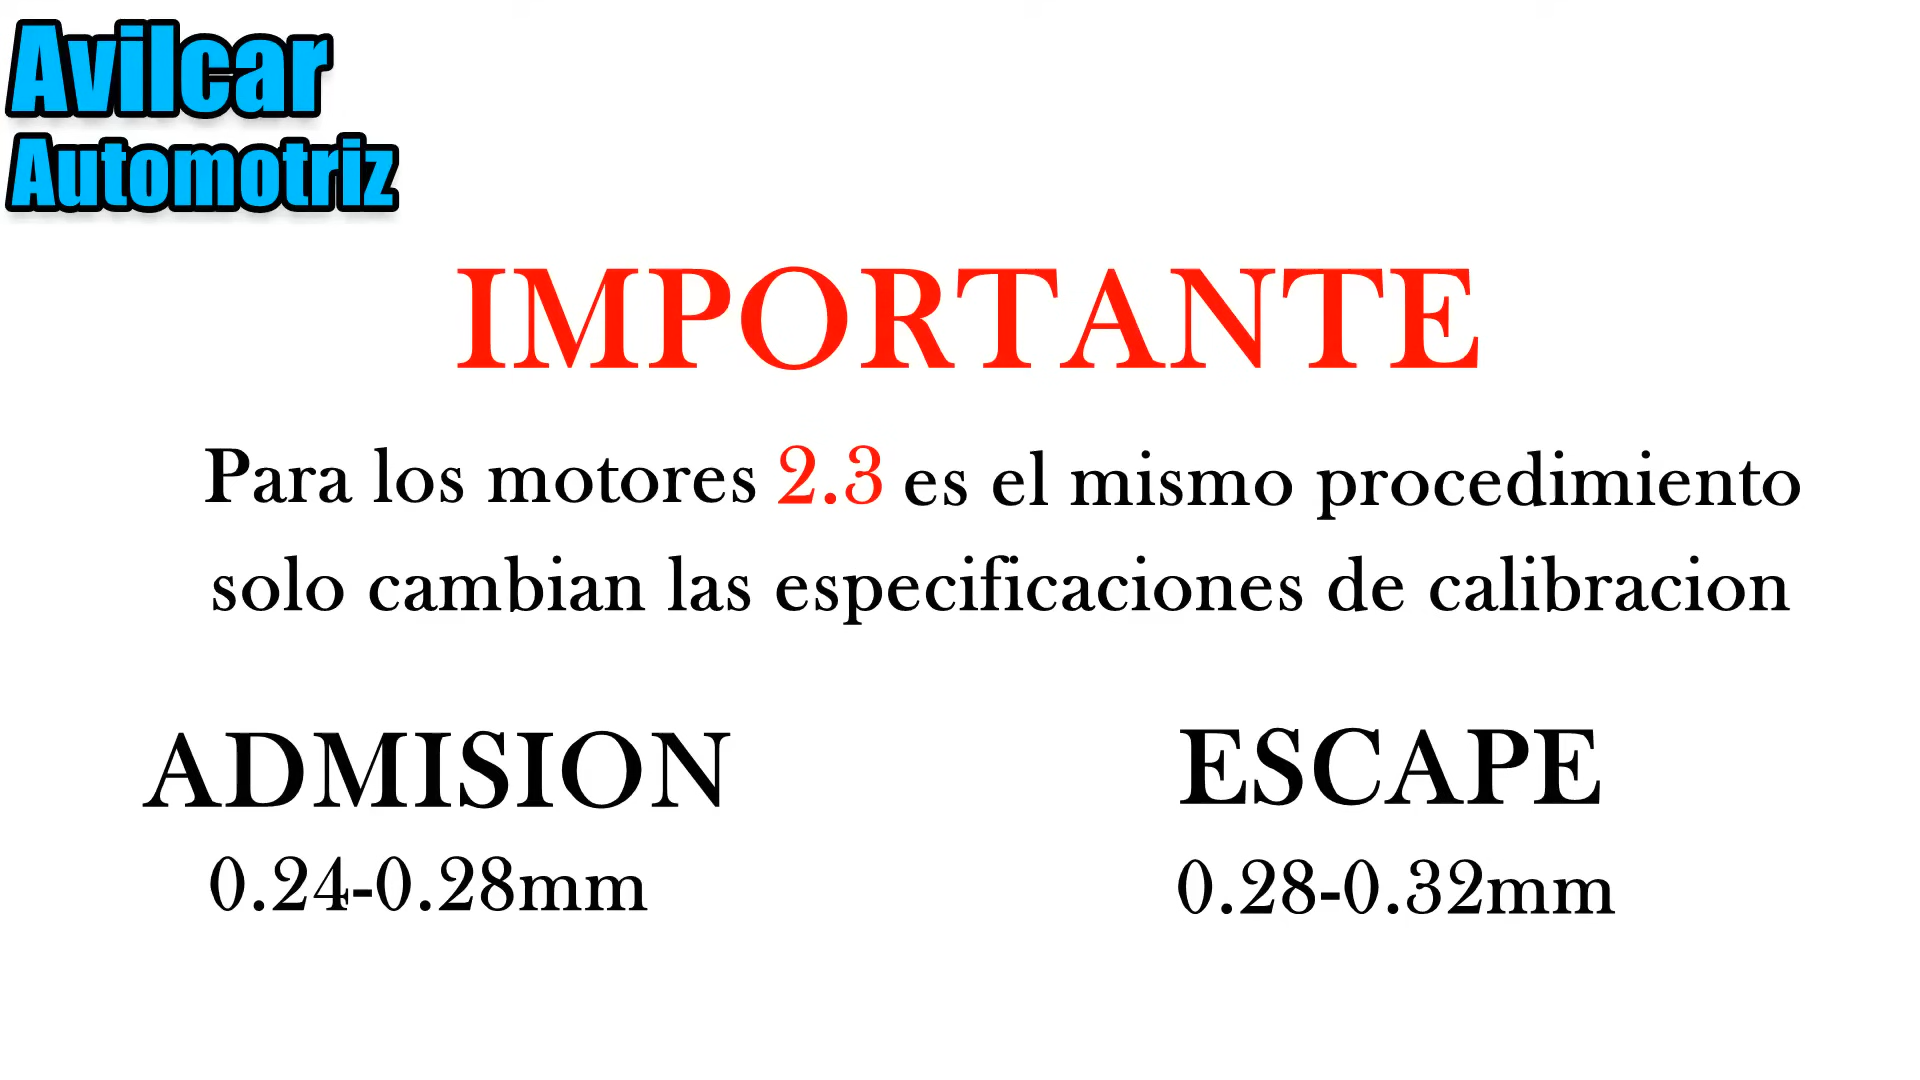 Avilcar
Automotriz
IMPORTANTE
Para los motores 2.3 es el mismo procedimiento
solo cambian las especificaciones de calibracion
ADMISION
ESCAPE
0.24-0.28mm
0.28-0.32mm